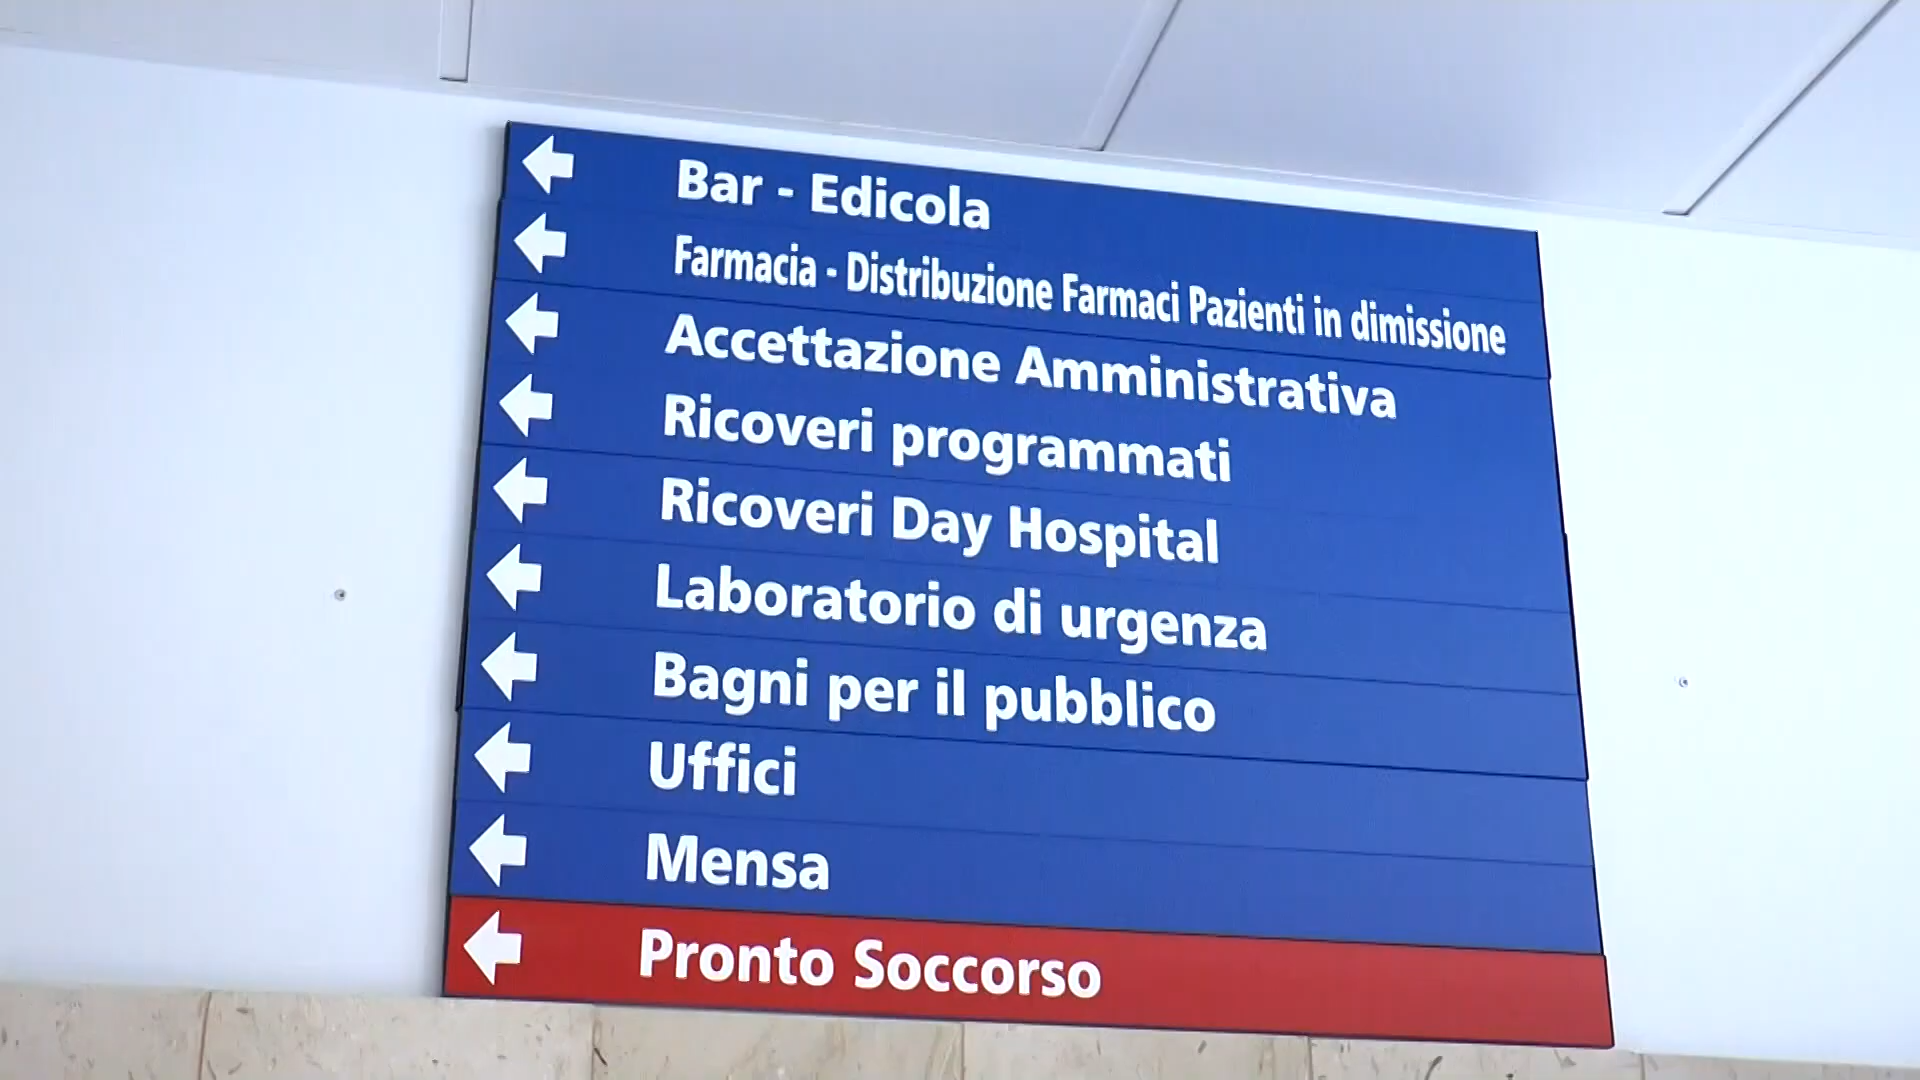 Bar - Edicola
Farmacia - Distribuzione Farmaci Pazienti in dimissione
Accettazione Amministrativa
Ricoveri programmati
Ricoveri Day Hospital
Laboratorio di urgenza
Bagni per il pubblico
Uffici
Mensa
Pronto Soccorso